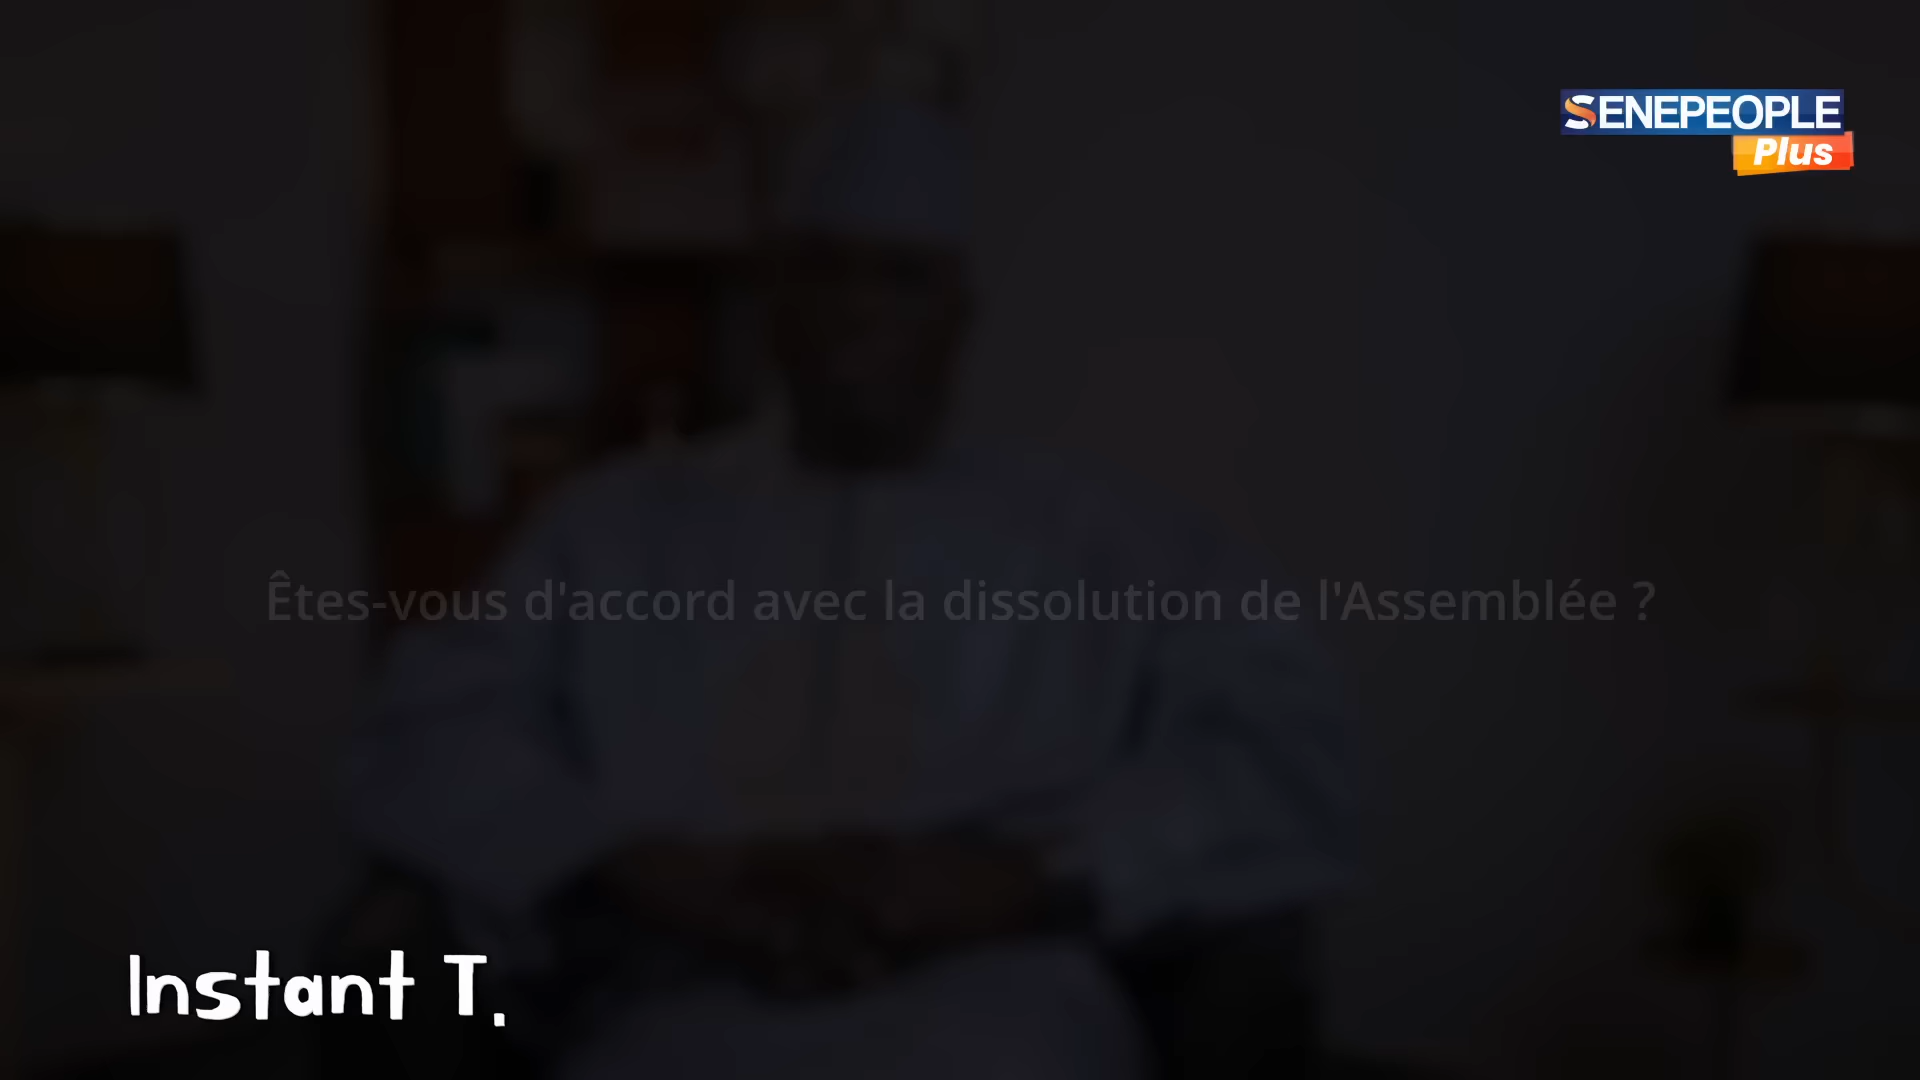 SENEPEOPLE
Plus
Êtes-vous d'accord avec la dissolution de l'Assemblée ?
Instant T.